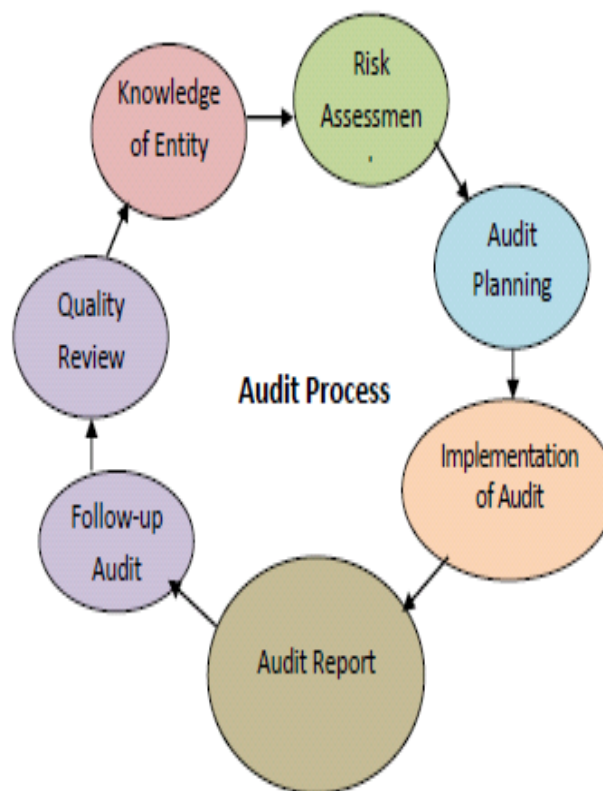 Knowledge
of Entity
Risk
Assessmen
.
Audit
Planning
Implementation
of Audit
Audit Report
Follow-up
Audit
Quality
Review
Audit Process